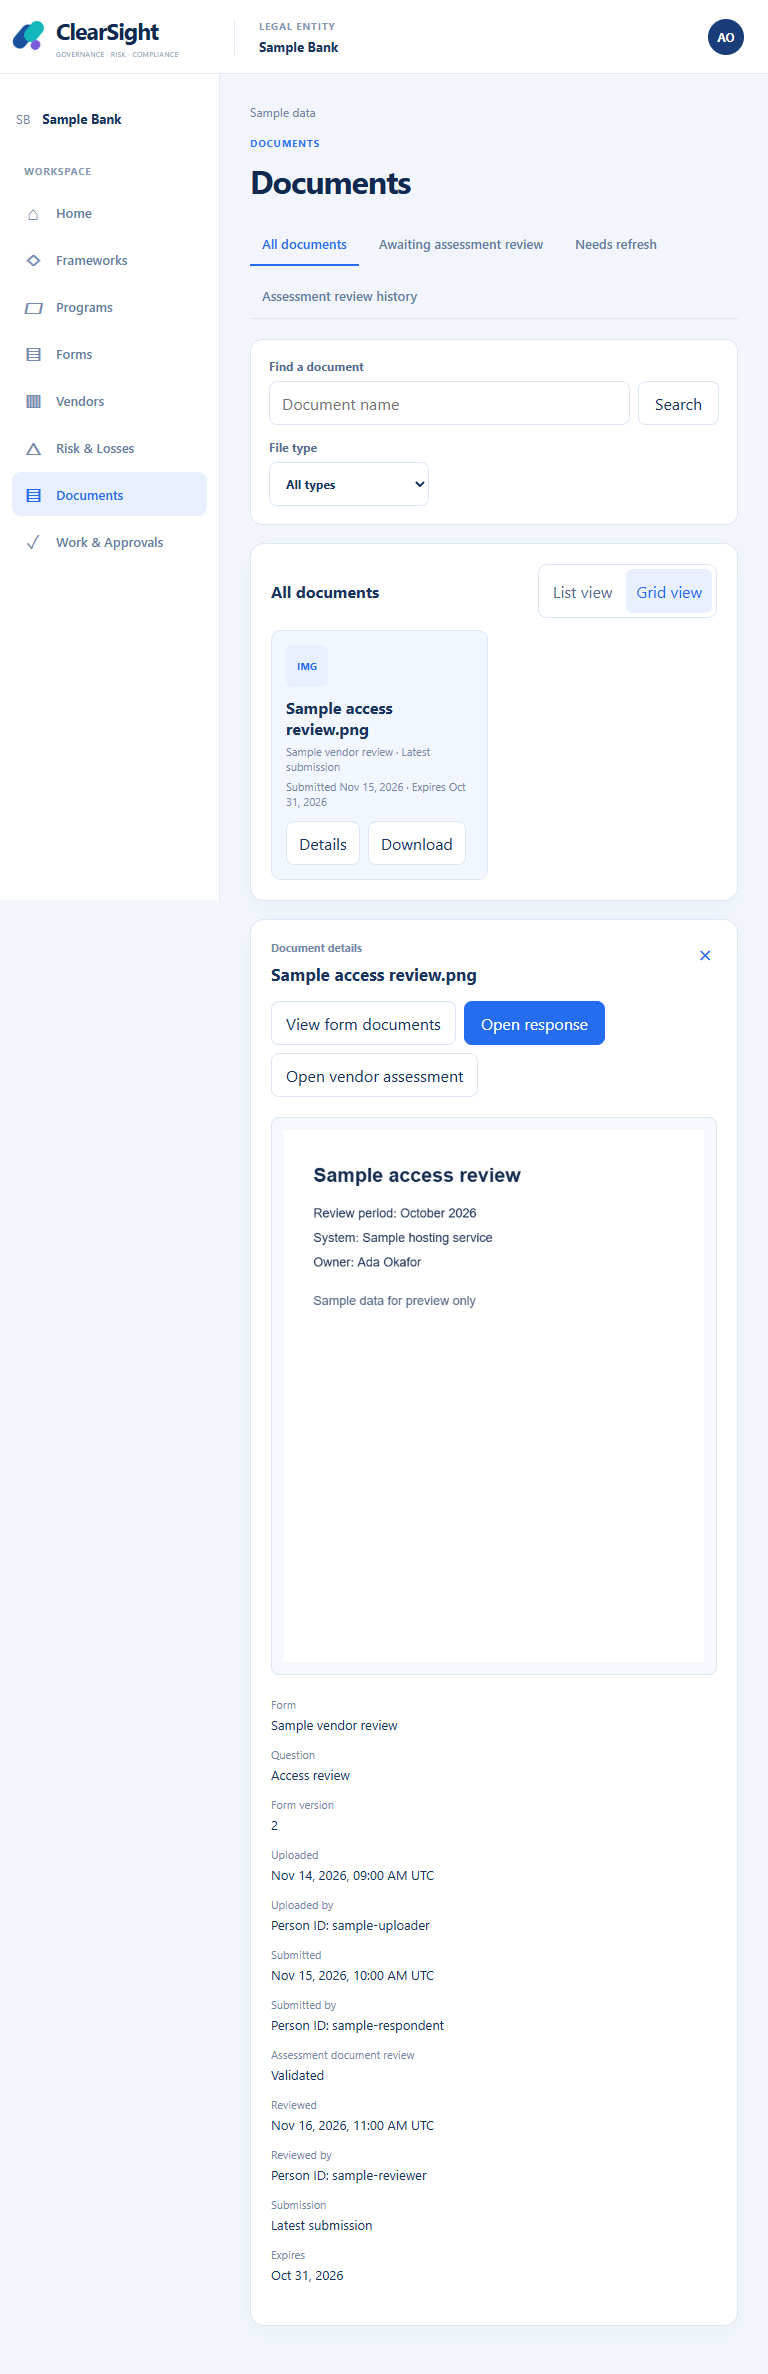 ClearSight
GOVERNANCE · RISK · COMPLIANCE
LEGAL ENTITY
Sample Bank
AO
SB Sample Bank
WORKSPACE
Home
Frameworks
Programs
Forms
Vendors
Risk & Losses
Documents
Work & Approvals
Sample data
DOCUMENTS
Documents
All documents Awaiting assessment review Needs refresh
Assessment review history
Find a document
Document name Search
File type
All types
All documents List view Grid view
IMG
Sample access
review.png
Sample vendor review · Latest
submission
Submitted Nov 15, 2026 · Expires Oct
31, 2026
Details Download
Document details
Sample access review.png
View form documents Open response
Open vendor assessment
Sample access review
Review period: October 2026
System: Sample hosting service
Owner: Ada Okafor
Sample data for preview only
Form
Sample vendor review
Question
Access review
Form version
2
Uploaded
Nov 14, 2026, 09:00 AM UTC
Uploaded by
Person ID: sample-uploader
Submitted
Nov 15, 2026, 10:00 AM UTC
Submitted by
Person ID: sample-respondent
Assessment document review
Validated
Reviewed
Nov 16, 2026, 11:00 AM UTC
Reviewed by
Person ID: sample-reviewer
Submission
Latest submission
Expires
Oct 31, 2026